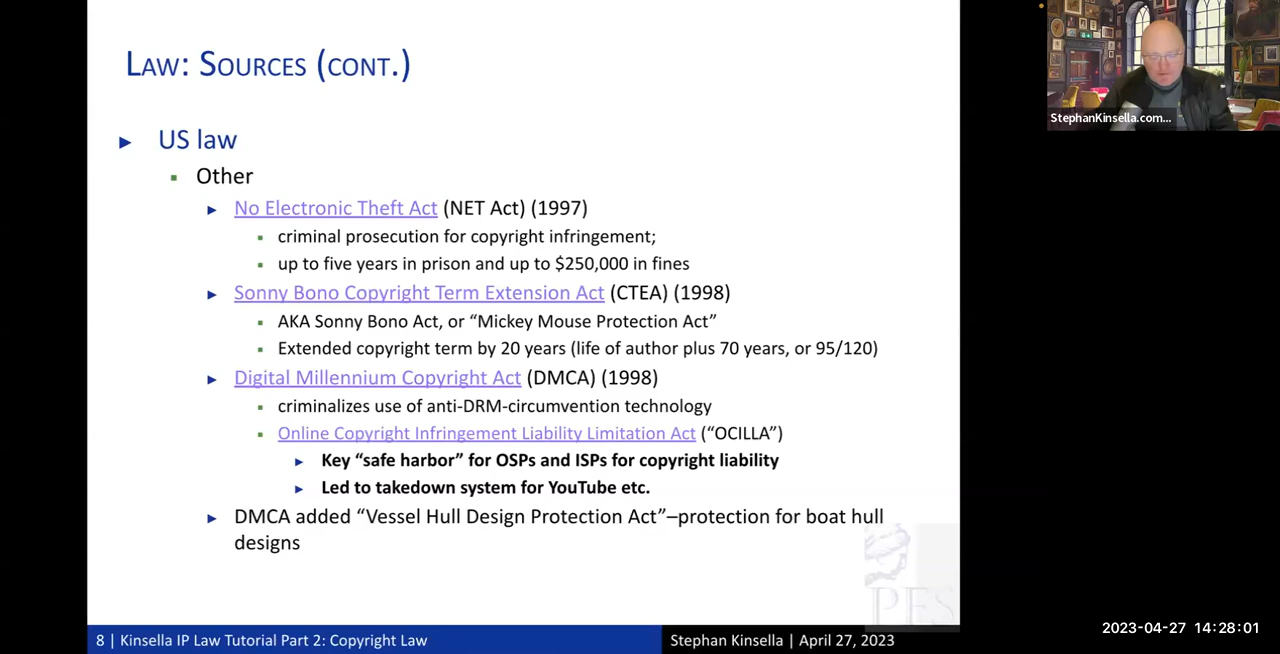 LAW: SOURCES (CONT.)
► US law
▪ Other
► No Electronic Theft Act (NET Act) (1997)
▪ criminal prosecution for copyright infringement;
▪ up to five years in prison and up to $250,000 in fines
► Sonny Bono Copyright Term Extension Act (CTEA) (1998)
▪ AKA Sonny Bono Act, or “Mickey Mouse Protection Act”
▪ Extended copyright term by 20 years (life of author plus 70 years, or 95/120)
► Digital Millennium Copyright Act (DMCA) (1998)
▪ criminalizes use of anti-DRM-circumvention technology
▪ Online Copyright Infringement Liability Limitation Act (“OCILLA”)
► Key “safe harbor” for OSPs and ISPs for copyright liability
► Led to takedown system for YouTube etc.
► DMCA added “Vessel Hull Design Protection Act”–protection for boat hull
designs
PFS
8 | Kinsella IP Law Tutorial Part 2: Copyright Law
Stephan Kinsella | April 27, 2023
StephanKinsella.com...
2023-04-27 14:28:01